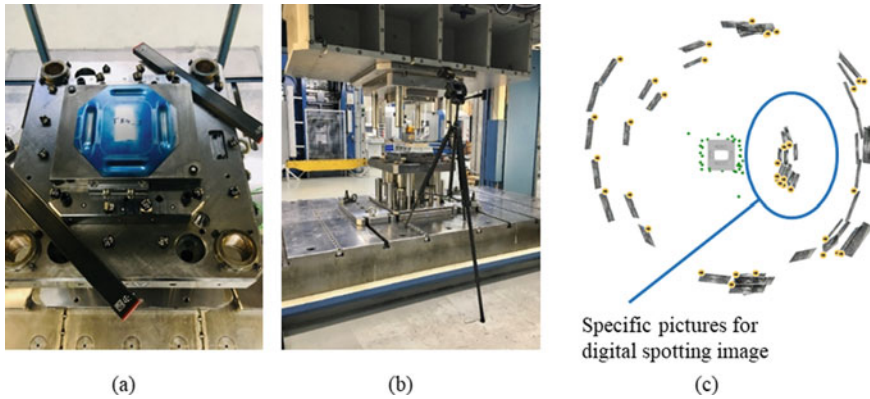 Specific pictures for
digital spotting image
(a)
(b)
(c)